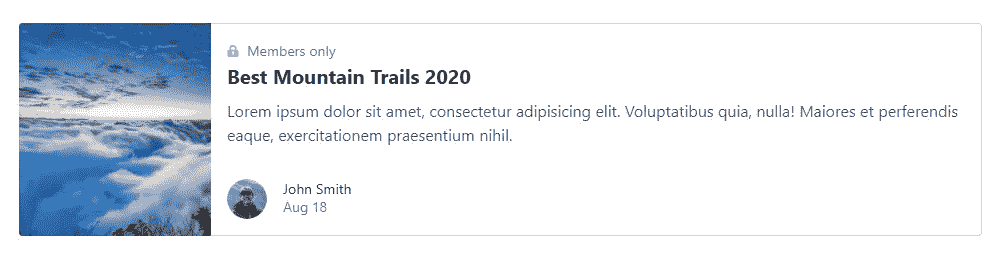 Members only
Best Mountain Trails 2020
Lorem ipsum dolor sit amet, consectetur adipisicing elit. Voluptatibus quia, nulla! Maiores et perferendis
eaque, exercitationem praesentium nihil.
John Smith
Aug 18